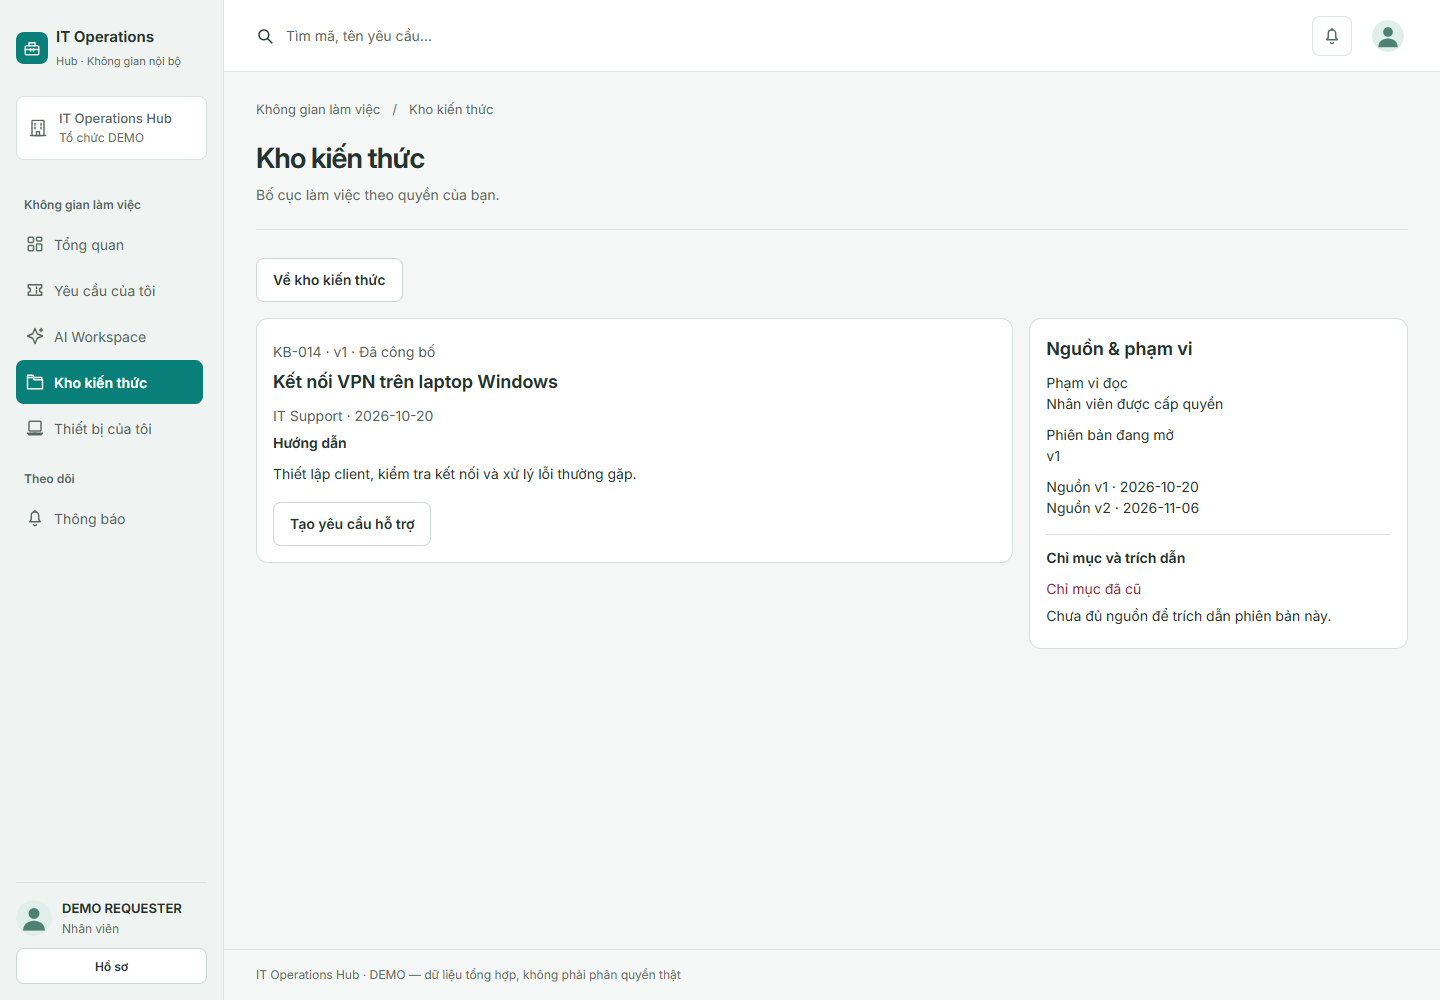 IT Operations
Hub · Không gian nội bộ
IT Operations Hub
Tổ chức DEMO
Không gian làm việc
Tổng quan
Yêu cầu của tôi
AI Workspace
Kho kiến thức
Thiết bị của tôi
Theo dõi
Thông báo
DEMO REQUESTER
Nhân viên
Hồ sơ
Tìm mã, tên yêu cầu...
Không gian làm việc / Kho kiến thức
Kho kiến thức
Bố cục làm việc theo quyền của bạn.
Về kho kiến thức
KB-014 · v1 · Đã công bố
Kết nối VPN trên laptop Windows
IT Support · 2026-10-20
Hướng dẫn
Thiết lập client, kiểm tra kết nối và xử lý lỗi thường gặp.
Tạo yêu cầu hỗ trợ
Nguồn & phạm vi
Phạm vi đọc
Nhân viên được cấp quyền
Phiên bản đang mở
v1
Nguồn v1 · 2026-10-20
Nguồn v2 · 2026-11-06
Chỉ mục và trích dẫn
Chỉ mục đã cũ
Chưa đủ nguồn để trích dẫn phiên bản này.
IT Operations Hub · DEMO — dữ liệu tổng hợp, không phải phân quyền thật